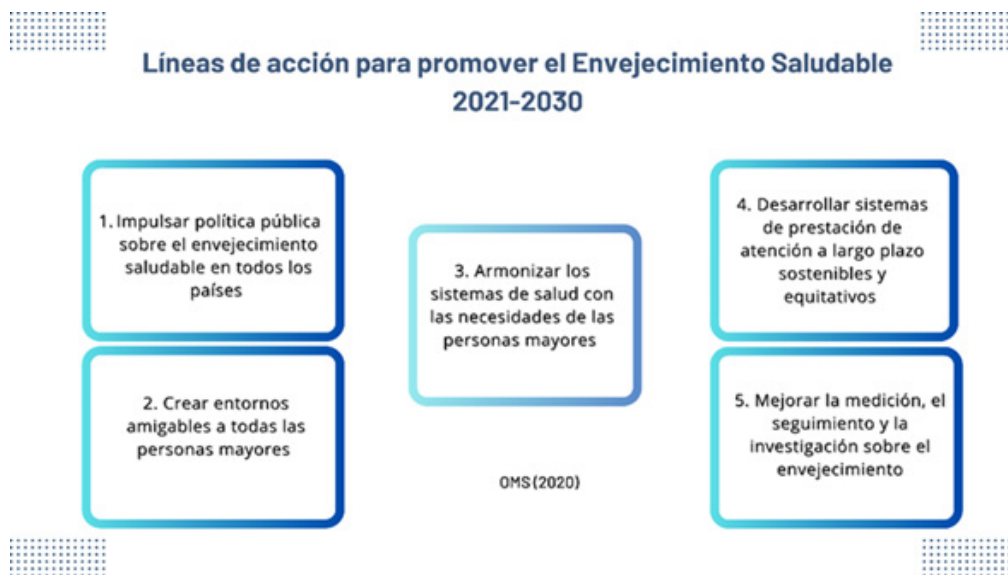 Líneas de acción para promover el Envejecimiento Saludable
2021-2030
1. Impulsar política pública
sobre el envejecimiento
saludable en todos los
países
2. Crear entornos
amigables a todas las
personas mayores
3. Armonizar los
sistemas de salud con
las necesidades de las
personas mayores
OMS (2020)
4. Desarrollar sistemas
de prestación de
atención a largo plazo
sostenibles y
equitativos
5. Mejorar la medición, el
seguimiento y la
investigación sobre el
envejecimiento